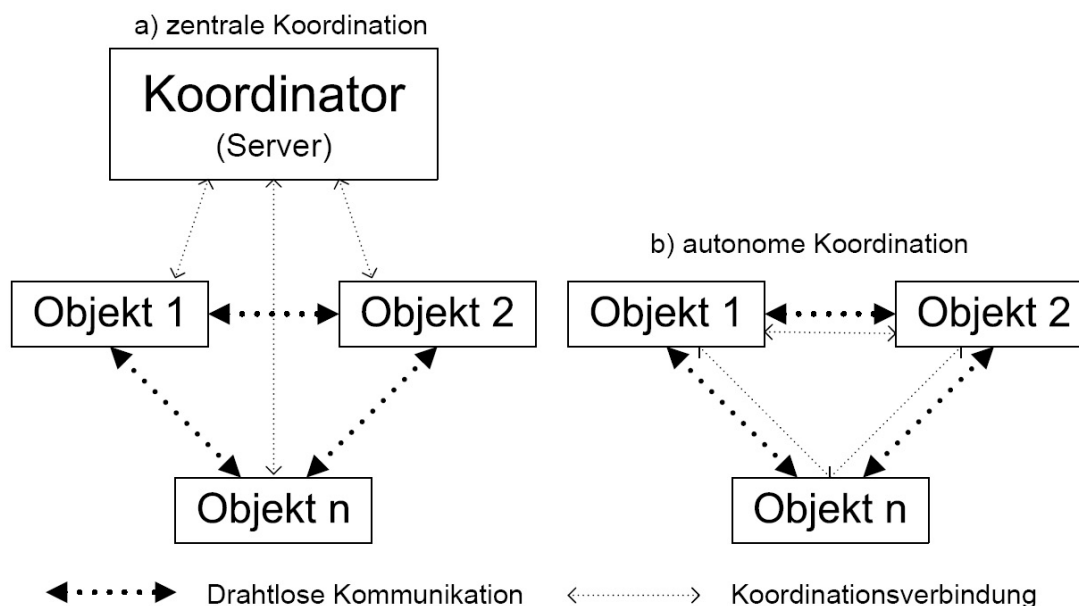 a) zentrale Koordination
Koordinator
(Server)
Objekt 1
Objekt 2
Objekt n
b) autonome Koordination
Objekt 1
Objekt 2
Objekt n
Drahtlose Kommunikation
Koordinationsverbindung